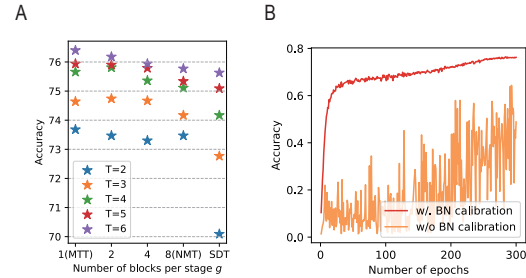 A
Accuracy
76
75
74
73
72
71
70
T=2
T=3
T=4
T=5
T=6
1(MTT) 2 4 8(NMT) SDT
Number of blocks per stage g
B
Accuracy
0.8
0.6
0.4
0.2
0.0
w/. BN calibration
w/o BN calibration
0 100 200 300
Number of epochs